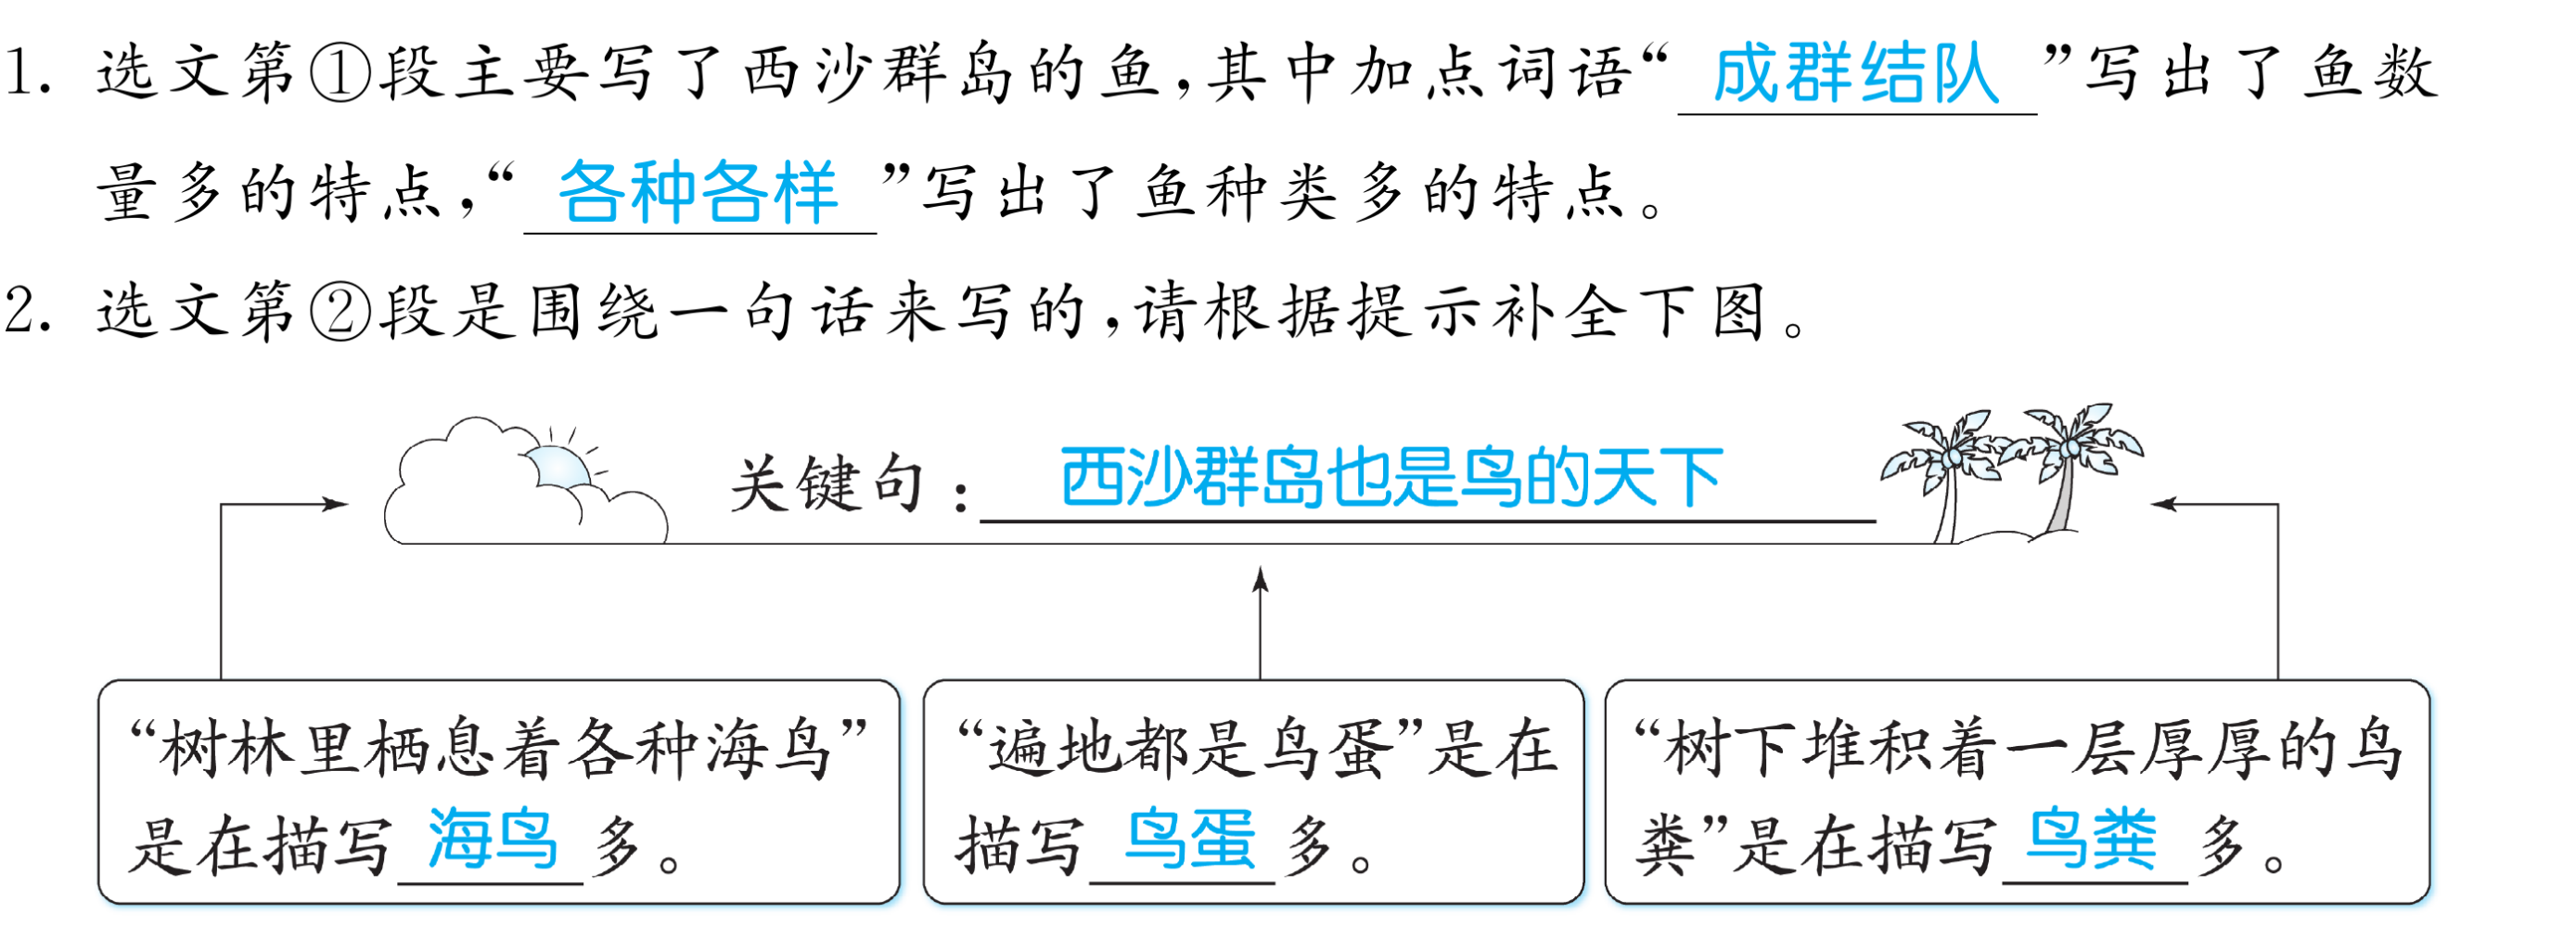 1. 选文第①段主要写了西沙群岛的鱼,其中加点词语“成群结队”写出了鱼数
量多的特点,“各种各样”写出了鱼种类多的特点。
2. 选文第②段是围绕一句话来写的,请根据提示补全下图。
关键句:西沙群岛也是鸟的天下
“树林里栖息着各种海鸟”
是在描写海鸟多。
“遍地都是鸟蛋”是在
描写鸟蛋多。
“树下堆积着一层厚厚的鸟
粪”是在描写鸟粪多。